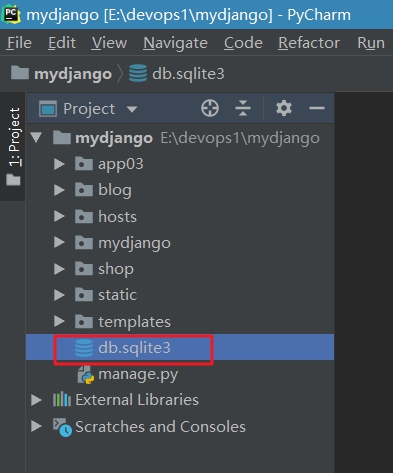 PC
mydjango [E:\devops1\mydjango] - PyCharm
File Edit View Navigate Code Refactor Run
mydjango db.sqlite3
1: Project
Project
mydjango E:\devops1\mydjango
app03
blog
hosts
mydjango
shop
static
templates
db.sqlite3
manage.py
External Libraries
Scratches and Consoles